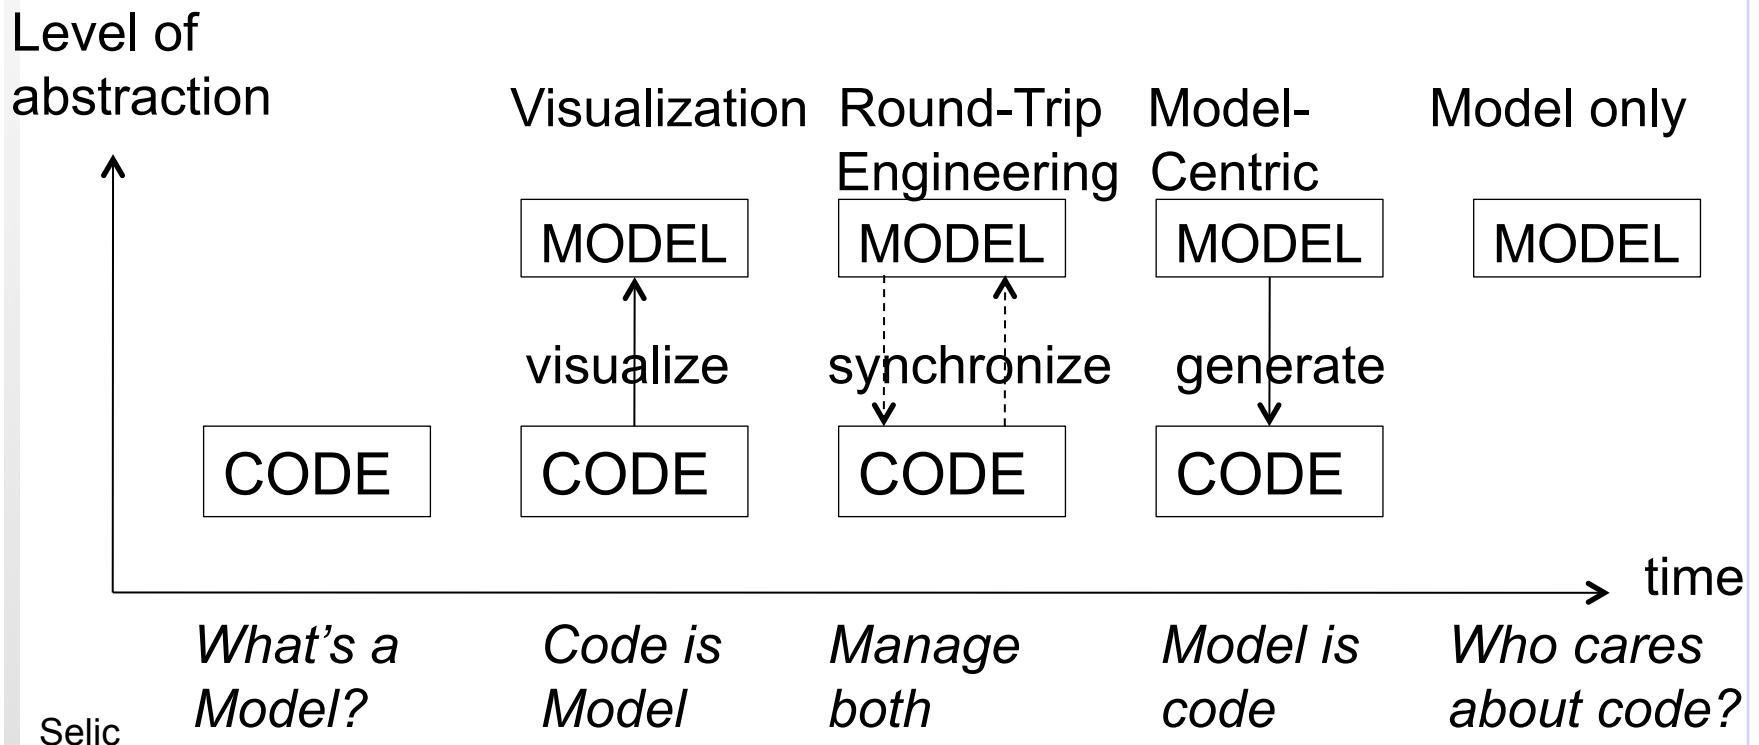 Level of
abstraction
Visualization
Round-Trip
Engineering
Model-
Centric
Model only
MODEL
MODEL
MODEL
MODEL
visualize
synchronize
generate
CODE
CODE
CODE
CODE
time
What's a
Model?
Code is
Model
Manage
both
Model is
code
Who cares
about code?
Selic